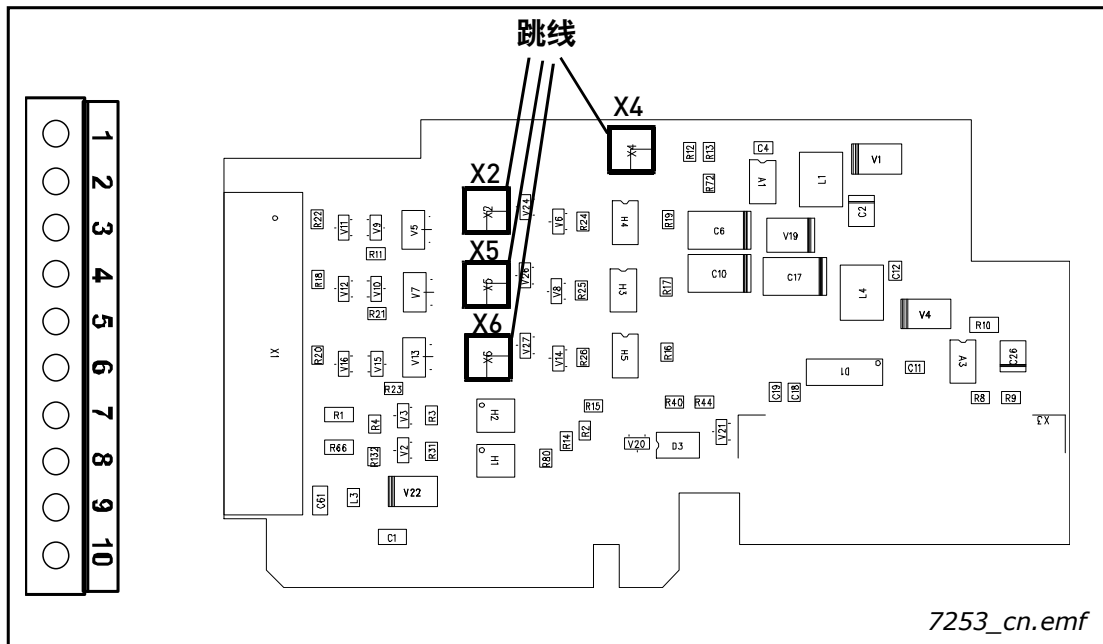 跳线
X4
X2
X5
X6
1
2
3
4
5
6
7
8
9
10
X1
X4
R12
R13
C4
V1
R72
A1
L1
C2
X2
V24
R22
V11
V9
V5
V6
R24
H4
R19
C6
V19
R11
R18
V12
V10
V7
X5
V26
V8
R25
H3
R17
C10
C17
L4
C12
R21
V4
R10
R20
V16
V15
V13
X6
V27
V14
R26
H5
R16
D1
C11
A3
C26
R23
C19
C18
R8
R9
R1
R4
V3
R3
H2
R15
R40
R44
X3
R66
R132
V2
R31
H1
R80
R14
R2
V20
D3
V21
C61
L3
V22
C1
7253_cn.emf